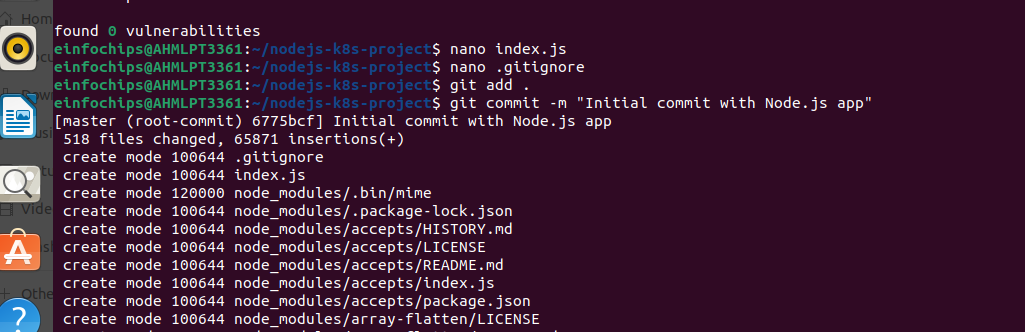 found 0 vulnerabilities
einfochips@AHMLPT3361:~/nodejs-k8s-project$ nano index.js
einfochips@AHMLPT3361:~/nodejs-k8s-project$ nano .gitignore
einfochips@AHMLPT3361:~/nodejs-k8s-project$ git add .
einfochips@AHMLPT3361:~/nodejs-k8s-project$ git commit -m "Initial commit with Node.js app"
[master (root-commit) 6775bcf] Initial commit with Node.js app
 518 files changed, 65871 insertions(+)
 create mode 100644 .gitignore
 create mode 100644 index.js
 create mode 120000 node_modules/.bin/mime
 create mode 100644 node_modules/.package-lock.json
 create mode 100644 node_modules/accepts/HISTORY.md
 create mode 100644 node_modules/accepts/LICENSE
 create mode 100644 node_modules/accepts/README.md
 create mode 100644 node_modules/accepts/index.js
 create mode 100644 node_modules/accepts/package.json
 create mode 100644 node_modules/array-flatten/LICENSE